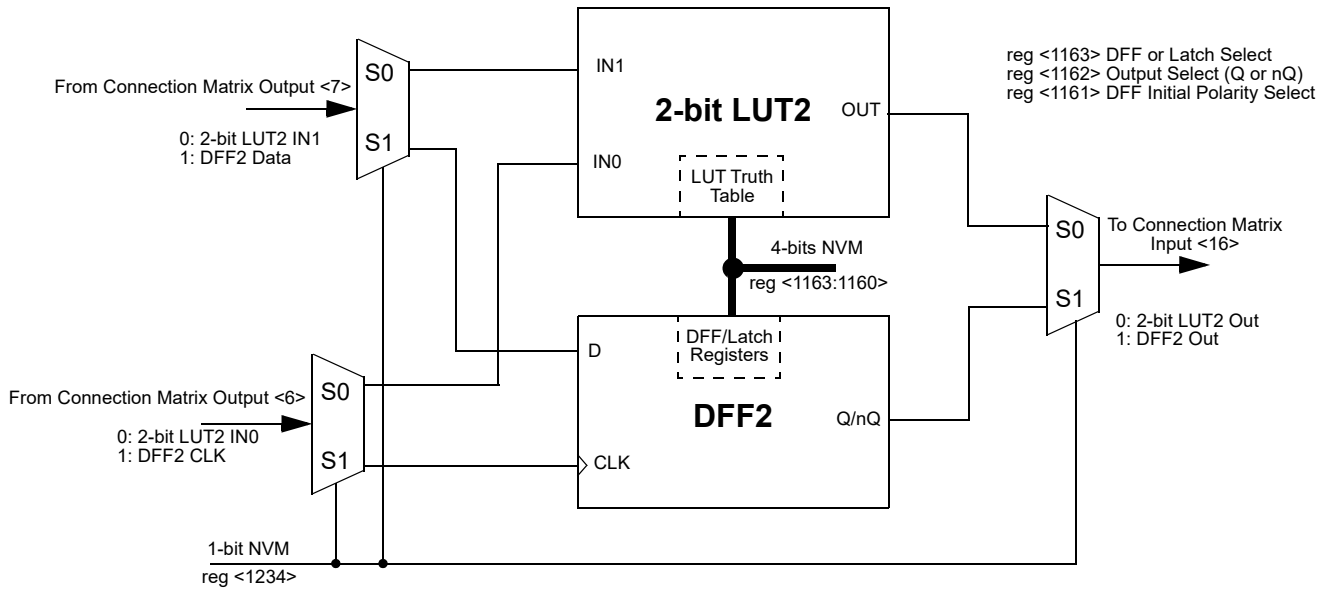 reg <1163> DFF or Latch Select
reg <1162> Output Select (Q or nQ)
reg <1161> DFF Initial Polarity Select
From Connection Matrix Output <7>
0: 2-bit LUT2 IN1
1: DFF2 Data
S0
S1
IN1
2-bit LUT2
OUT
IN0
LUT Truth
Table
4-bits NVM
reg <1163:1160>
To Connection Matrix
Input <16>
S0
S1
0: 2-bit LUT2 Out
1: DFF2 Out
From Connection Matrix Output <6>
0: 2-bit LUT2 IN0
1: DFF2 CLK
S0
S1
D
DFF/Latch
Registers
DFF2
Q/nQ
CLK
1-bit NVM
reg <1234>